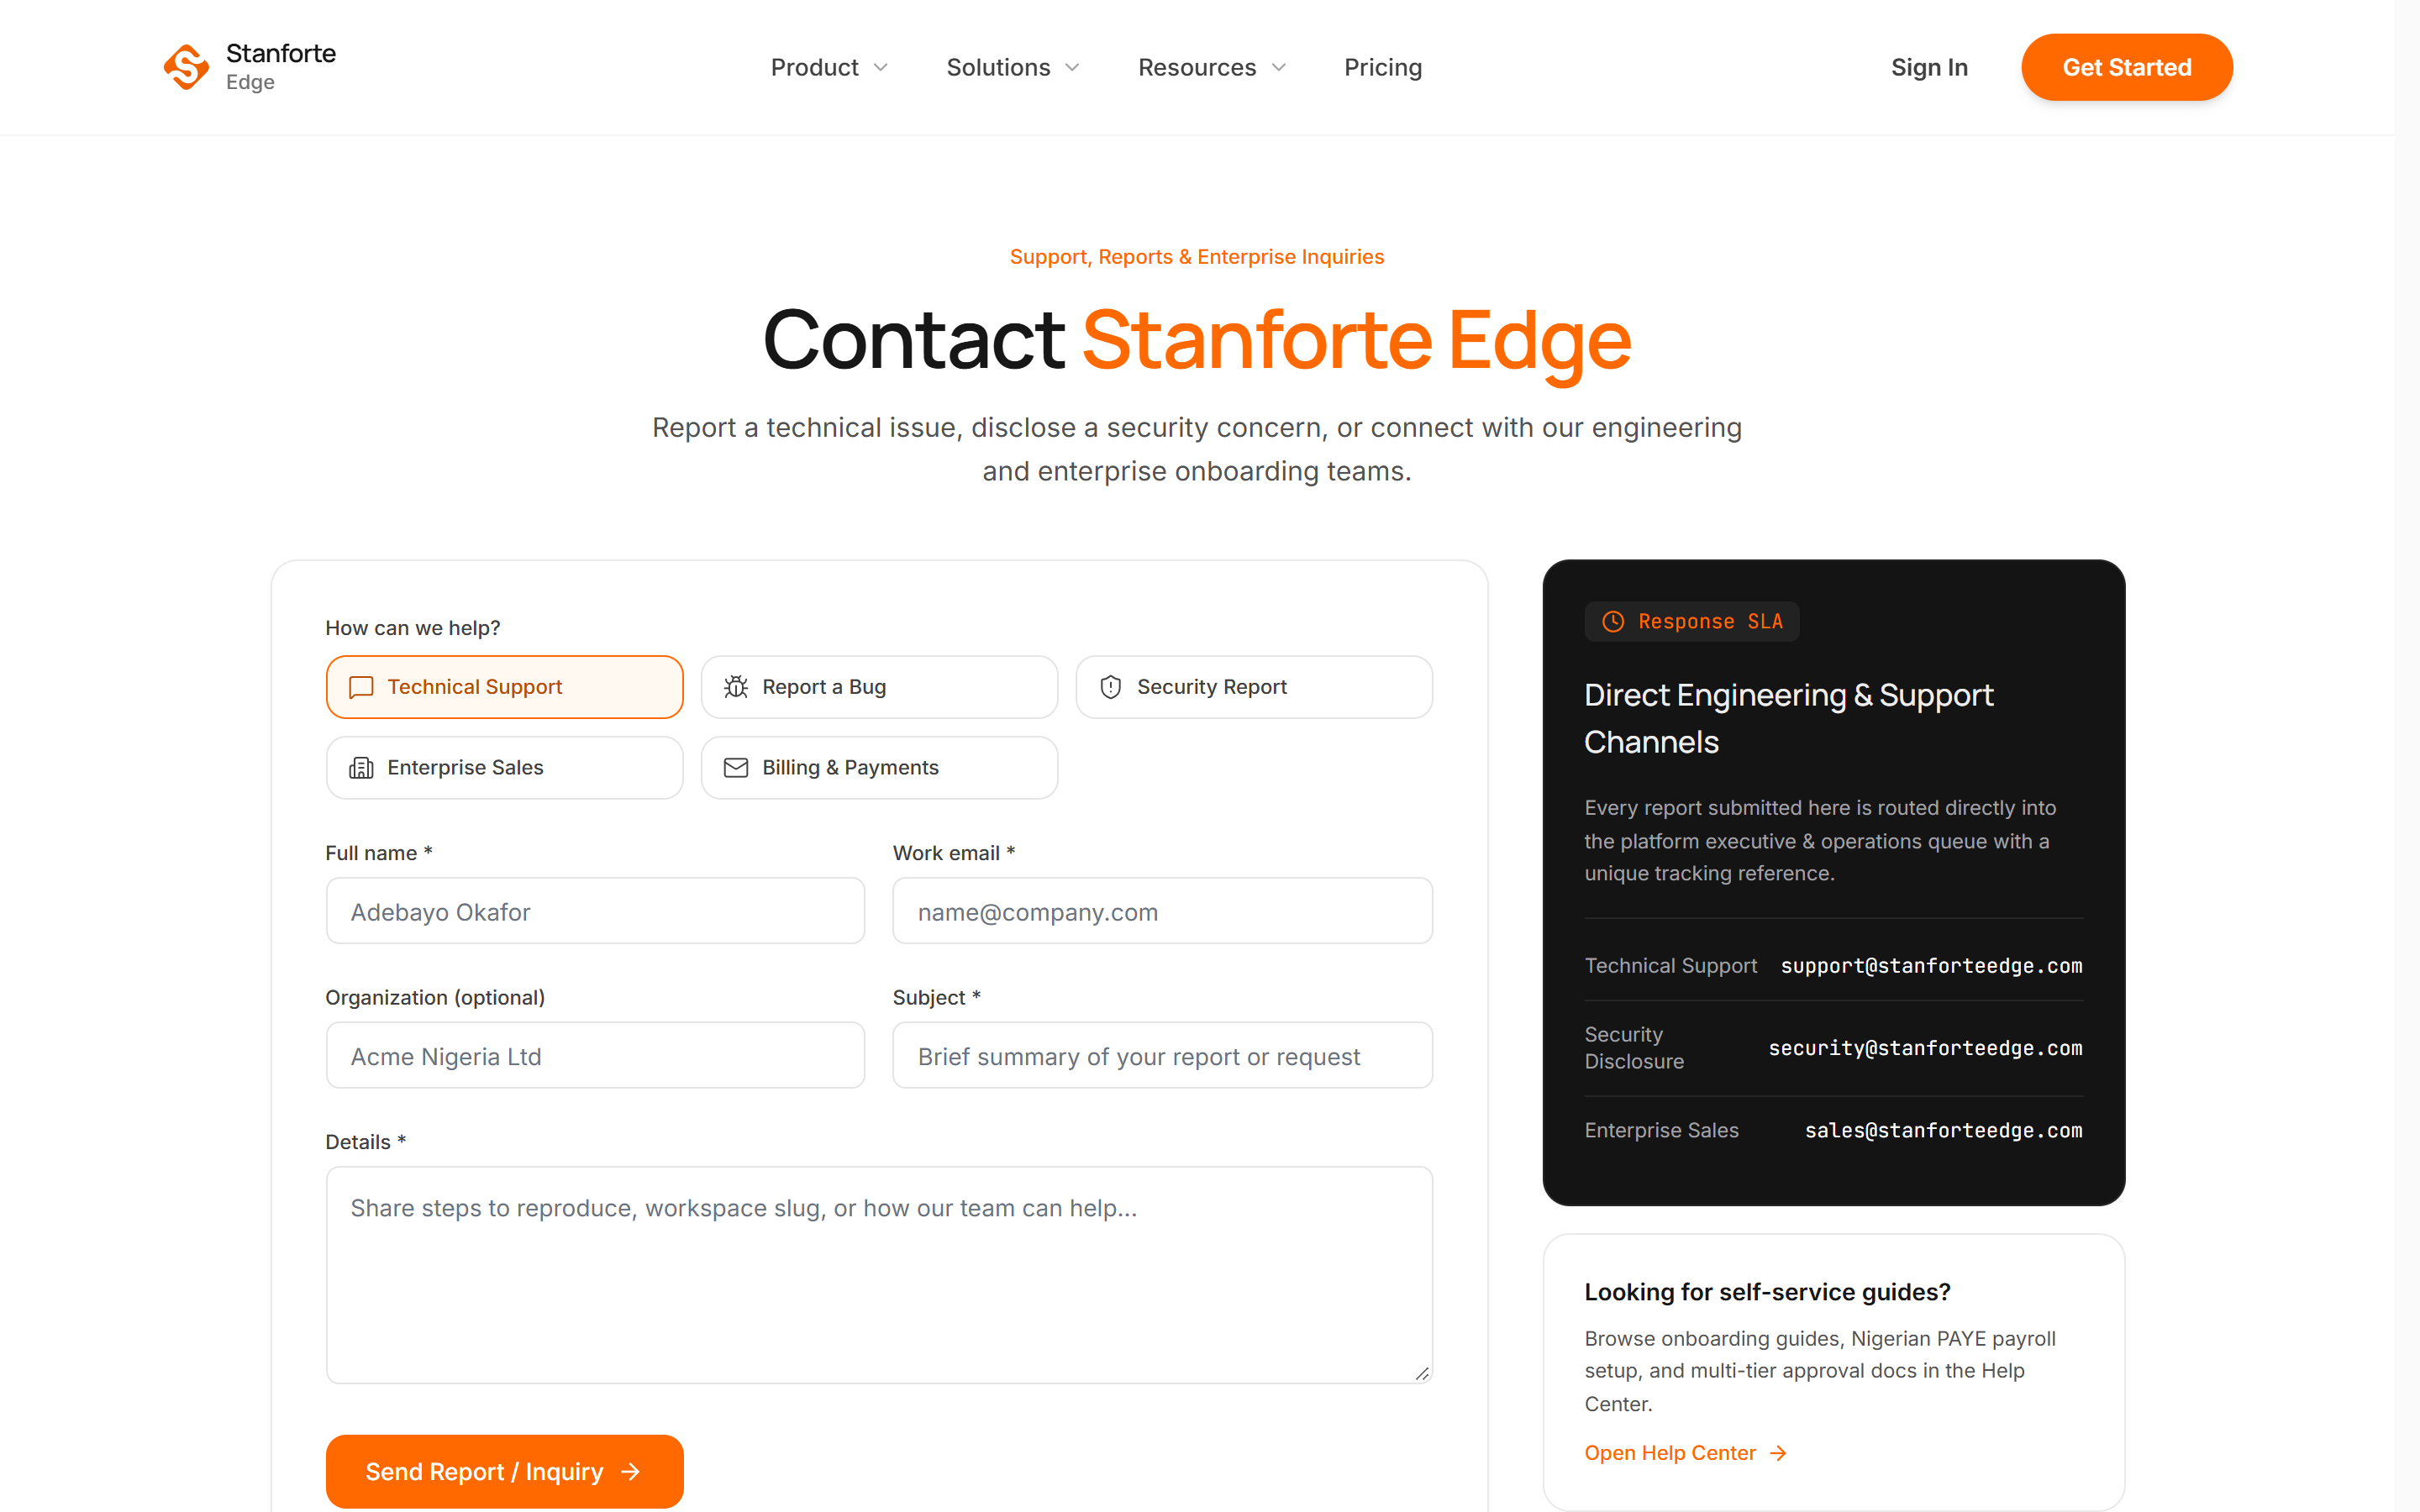 Stanforte
Edge
Product
Solutions
Resources
Pricing
Sign In
Get Started
Support, Reports & Enterprise Inquiries
Contact Stanforte Edge
Report a technical issue, disclose a security concern, or connect with our engineering
and enterprise onboarding teams.
How can we help?
Technical Support
Report a Bug
Security Report
Enterprise Sales
Billing & Payments
Full name *
Work email *
Adebayo Okafor
name@company.com
Organization (optional)
Subject *
Acme Nigeria Ltd
Brief summary of your report or request
Details *
Share steps to reproduce, workspace slug, or how our team can help...
Send Report / Inquiry
Response SLA
Direct Engineering & Support
Channels
Every report submitted here is routed directly into
the platform executive & operations queue with a
unique tracking reference.
Technical Support support@stanforteedge.com
Security
Disclosure
security@stanforteedge.com
Enterprise Sales sales@stanforteedge.com
Looking for self-service guides?
Browse onboarding guides, Nigerian PAYE payroll
setup, and multi-tier approval docs in the Help
Center.
Open Help Center